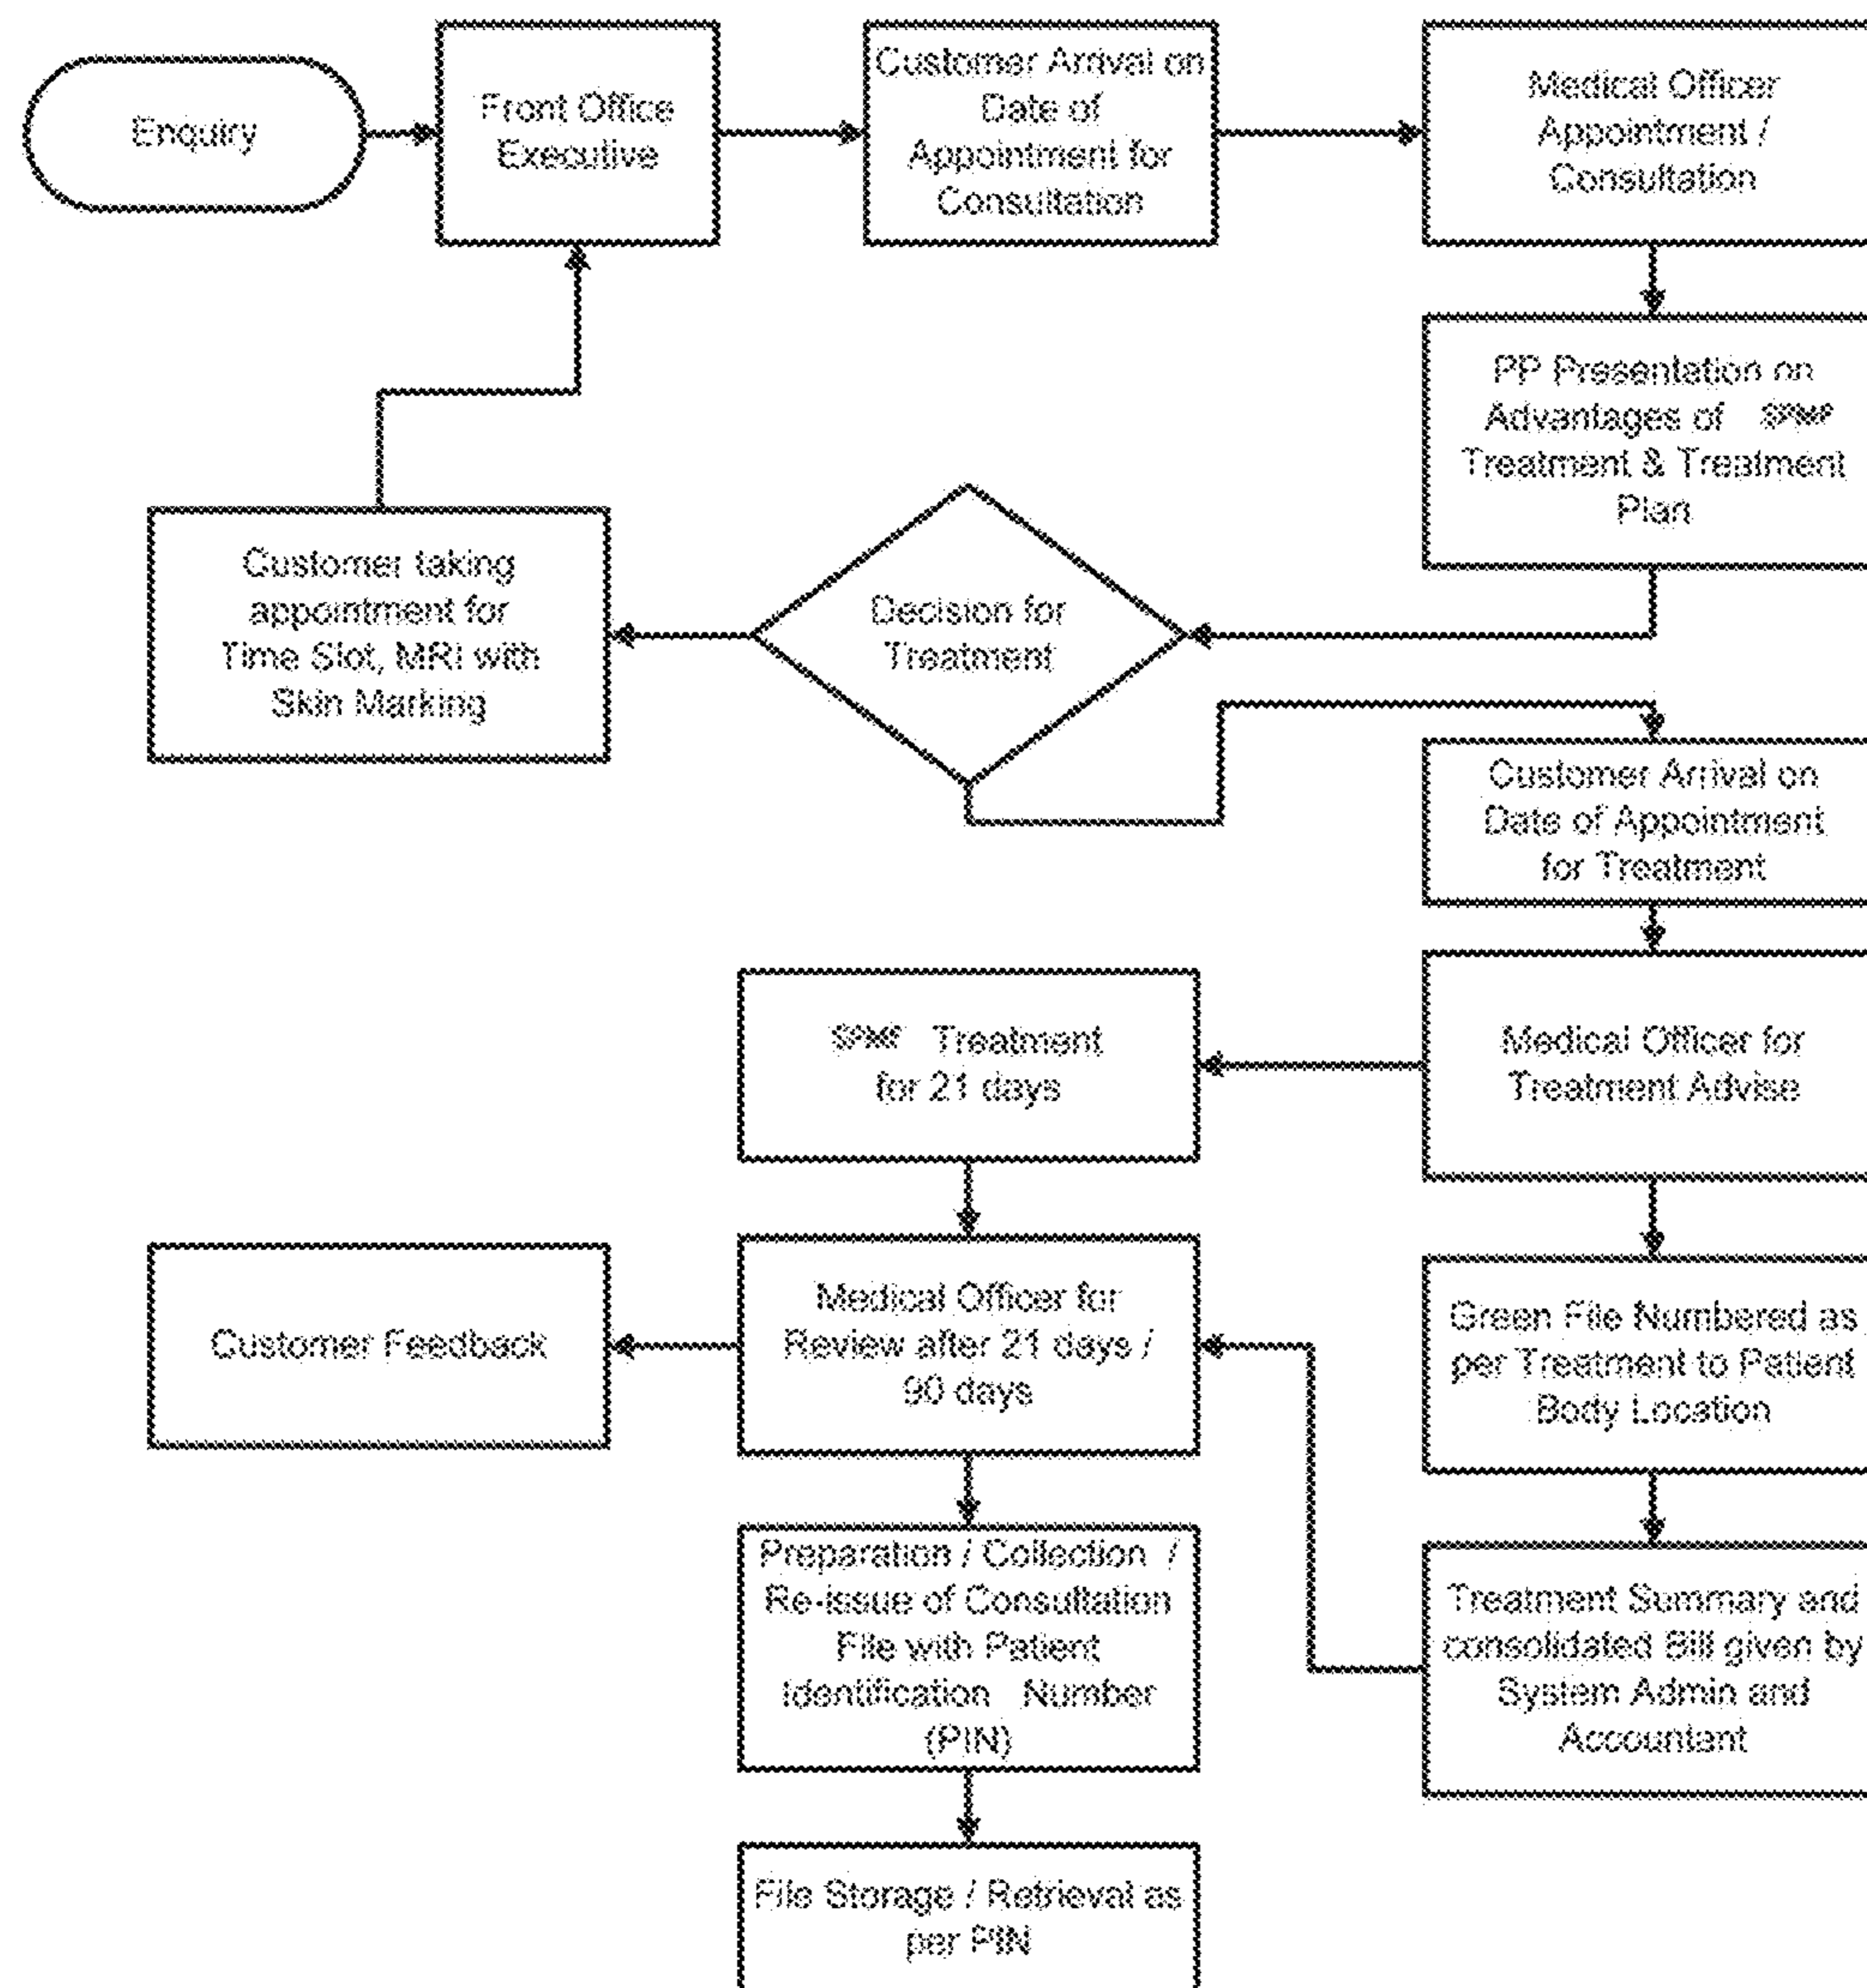 Enquiry
Front Office
Executive
Customer Arrival on
Date of
Appointment for
Consultation
Medical Officer
Appointment /
Consultation
PP Presentation on
Advantages of
Treatment & Treatment
Plan
Customer taking
appointment for
Time Slot, MRI with
Skin Marking
Decision for
Treatment
Customer Arrival on
Date of Appointment
for Treatment
Treatment
for 21 days
Medical Officer for
Treatment Advise
Customer Feedback
Medical Officer for
Review after 21 days /
90 days
Green File Numbered as
per Treatment to Patient
Body Location
Preparation / Collection /
Re-issue of Consultation
File with Patient
Identification Number
(PIN)
Treatment Summary and
consolidated Bill given by
System Admin and
Accountant
File Storage / Retrieval as
per PIN